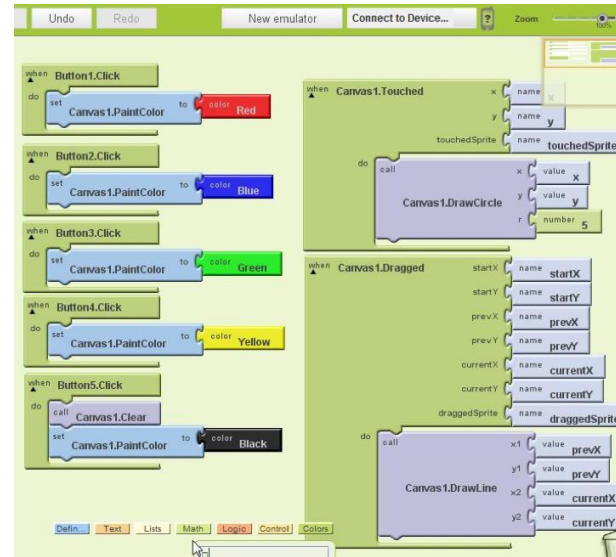 Undo Redo New emulator Connect to Device... ? Zoom 100%
when Button1.Click
do set Canvas1.PaintColor to color Red
when Button2.Click
do set Canvas1.PaintColor to color Blue
when Button3.Click
do set Canvas1.PaintColor to color Green
when Button4.Click
do set Canvas1.PaintColor to color Yellow
when Button5.Click
do call Canvas1.Clear
set Canvas1.PaintColor to color Black
when Canvas1.Touched x name x
y name y
touchedSprite name touchedSprite
do call Canvas1.DrawCircle x value x
y value y
r number 5
when Canvas1.Dragged startX name startX
startY name startY
prevX name prevX
prevY name prevY
currentX name currentX
currentY name currentY
draggedSprite name draggedSprite
do call Canvas1.DrawLine x1 value prevX
y1 value prevY
x2 value currentX
y2 value currentY
Defin... Text Lists Math Logic Control Colors